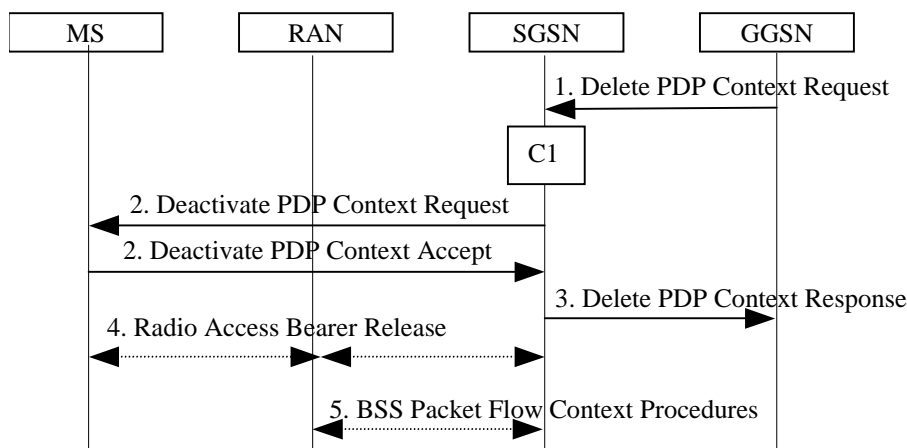 MS
RAN
SGSN
GGSN
1. Delete PDP Context Request
C1
2. Deactivate PDP Context Request
2. Deactivate PDP Context Accept
3. Delete PDP Context Response
4. Radio Access Bearer Release
5. BSS Packet Flow Context Procedures